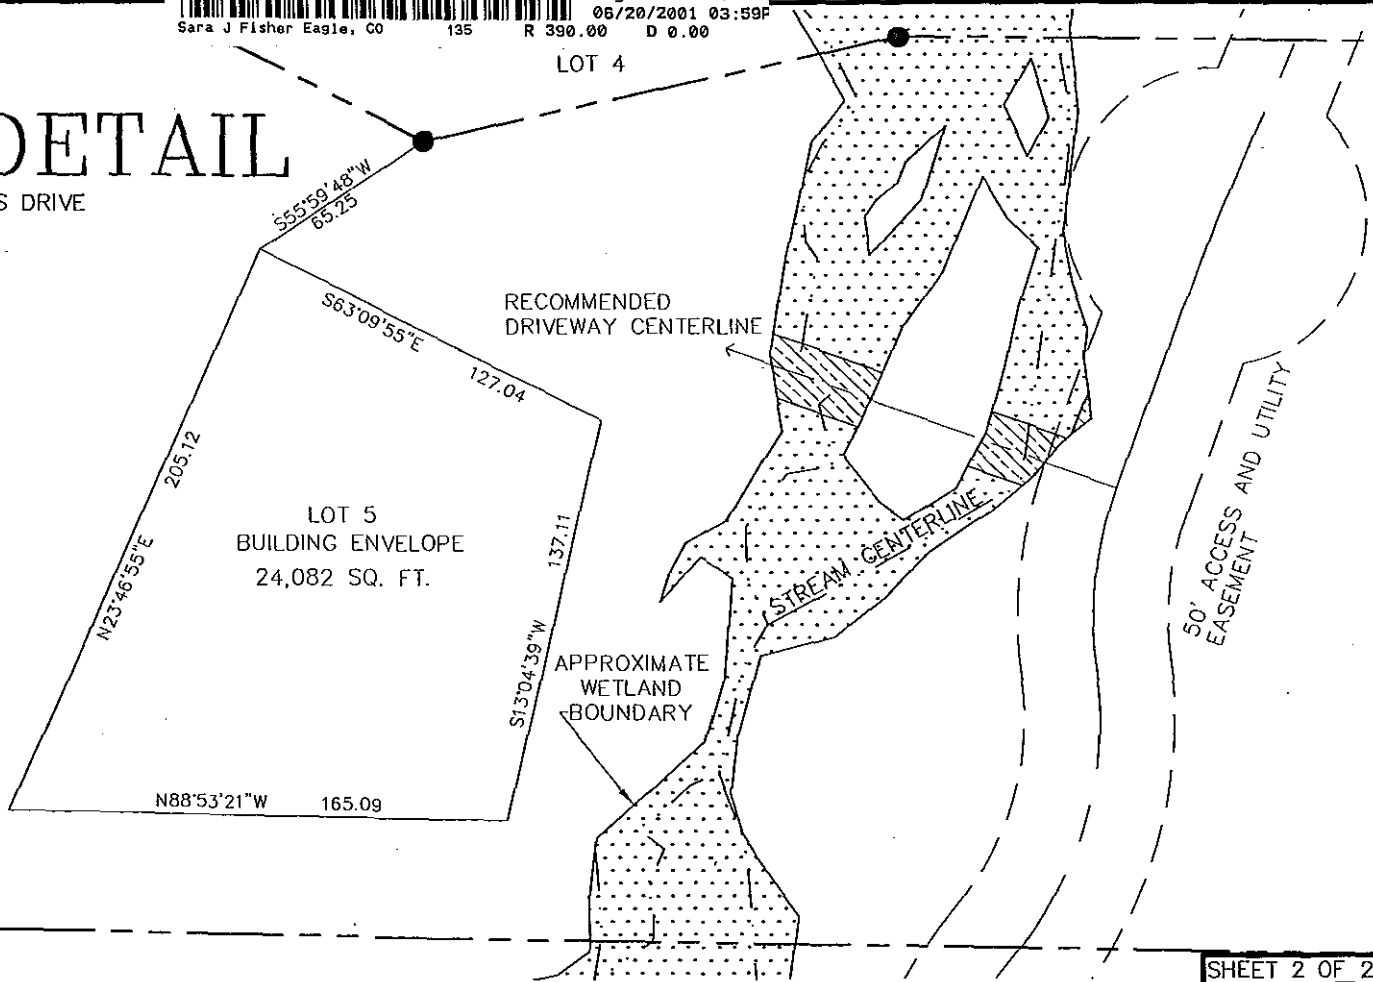 06/20/2001 03:59P
Sara J Fisher Eagle, CO 135 R 390.00 D 0.00
LOT 4
DETAIL
S DRIVE
S55°59'48"W
65.25
S63°09'55"E
127.04
RECOMMENDED
DRIVEWAY CENTERLINE
205.12
N23°46'55"E
LOT 5
BUILDING ENVELOPE
24,082 SQ. FT.
137.11
S13°04'39"W
STREAM CENTERLINE
50' ACCESS AND UTILITY
EASEMENT
APPROXIMATE
WETLAND
BOUNDARY
N88°53'21"W 165.09
SHEET 2 OF 2